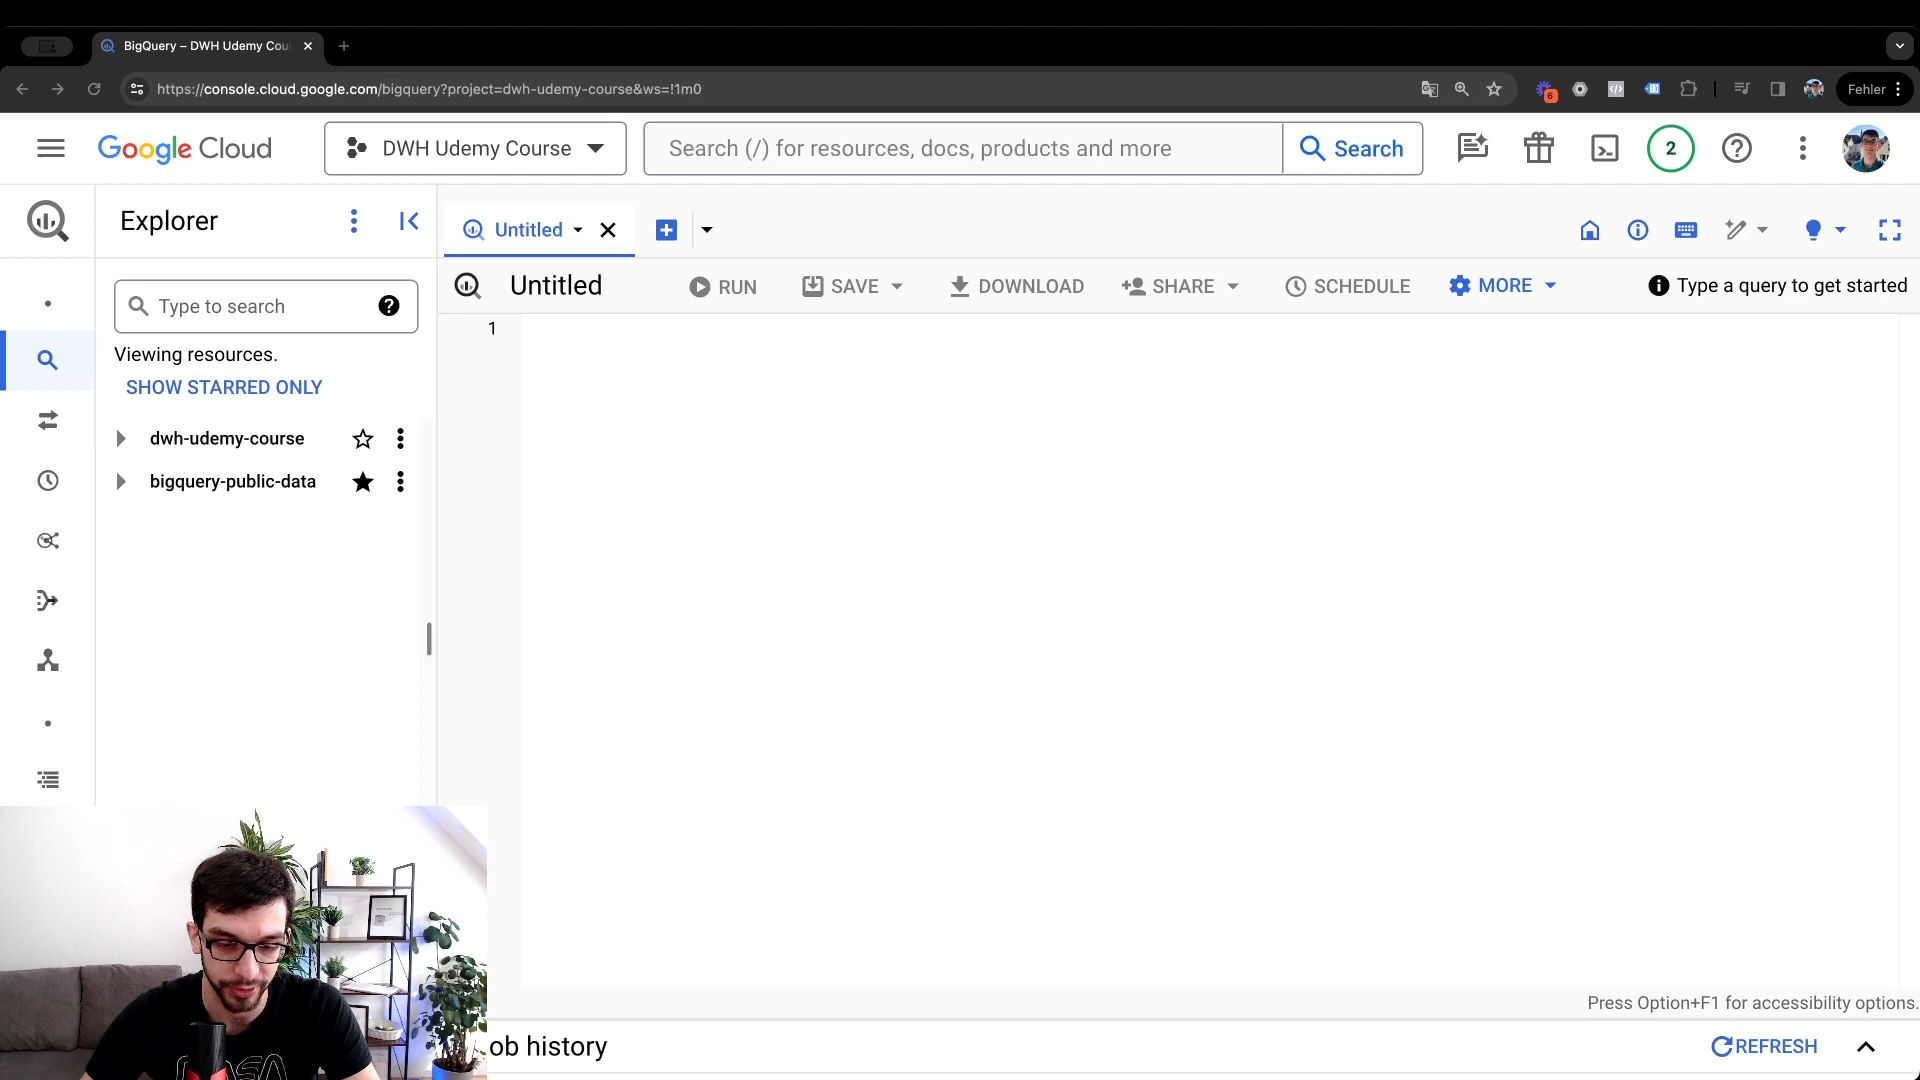 BigQuery – DWH Udemy Cou
https://console.cloud.google.com/bigquery?project=dwh-udemy-course&ws=!1m0
6
Fehler
Google Cloud
DWH Udemy Course
Search (/) for resources, docs, products and more
Search
2
Explorer
Untitled
Untitled
RUN
SAVE
DOWNLOAD
SHARE
SCHEDULE
MORE
Type a query to get started
Type to search
1
Viewing resources.
SHOW STARRED ONLY
dwh-udemy-course
bigquery-public-data
Press Option+F1 for accessibility options.
ob history
REFRESH